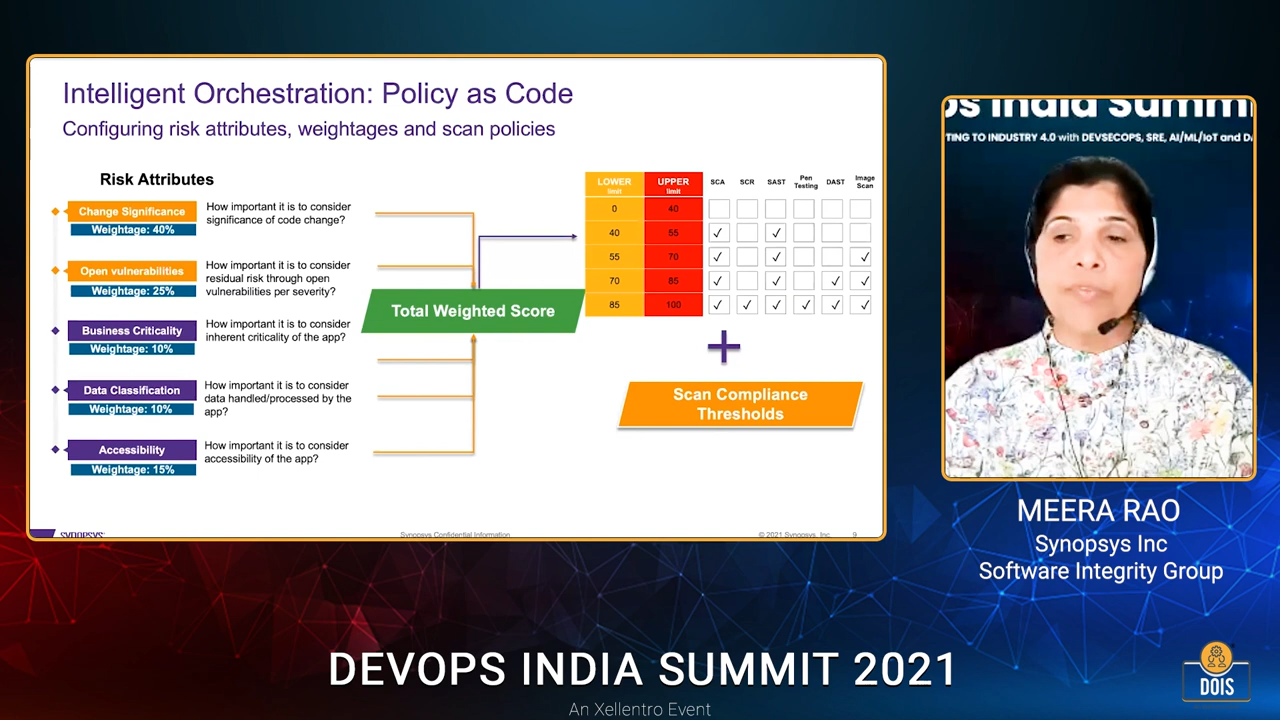 Intelligent Orchestration: Policy as Code
Configuring risk attributes, weightages and scan policies
Risk Attributes
Change Significance
Weightage: 40%
How important it is to consider
significance of code change?
Open vulnerabilities
Weightage: 25%
How important it is to consider
residual risk through open
vulnerabilities per severity?
Business Criticality
Weightage: 10%
How important it is to consider
inherent criticality of the app?
Data Classification
Weightage: 10%
How important it is to consider
data handled/processed by the
app?
Accessibility
Weightage: 15%
How important it is to consider
accessibility of the app?
Total Weighted Score
LOWER limit UPPER limit SCA SCR SAST Pen Testing DAST Image Scan
0 40
40 55 ✓ ✓
55 70 ✓ ✓ ✓
70 85 ✓ ✓ ✓ ✓
85 100 ✓ ✓ ✓ ✓ ✓ ✓
+
Scan Compliance
Thresholds
SYNOPSYS
Synopsys Confidential Information
© 2021 Synopsys, Inc. 9
India
TING TO INDUSTRY 4.0 with DEVSECOPS, SRE, AI/ML/IoT and
MEERA RAO
Synopsys Inc
Software Integrity Group
DEVOPS INDIA SUMMIT 2021
An Xellentro Event
DOIS